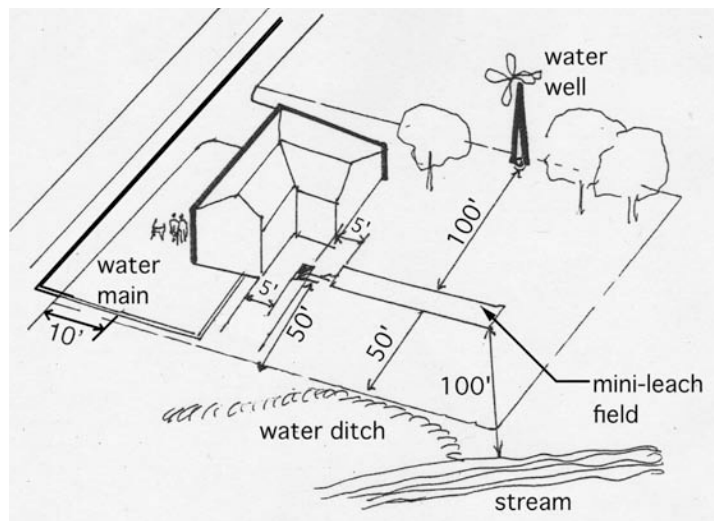 water
well
5'
100'
water
main
5'
10'
50'
50'
100'
mini-leach
field
water ditch
stream